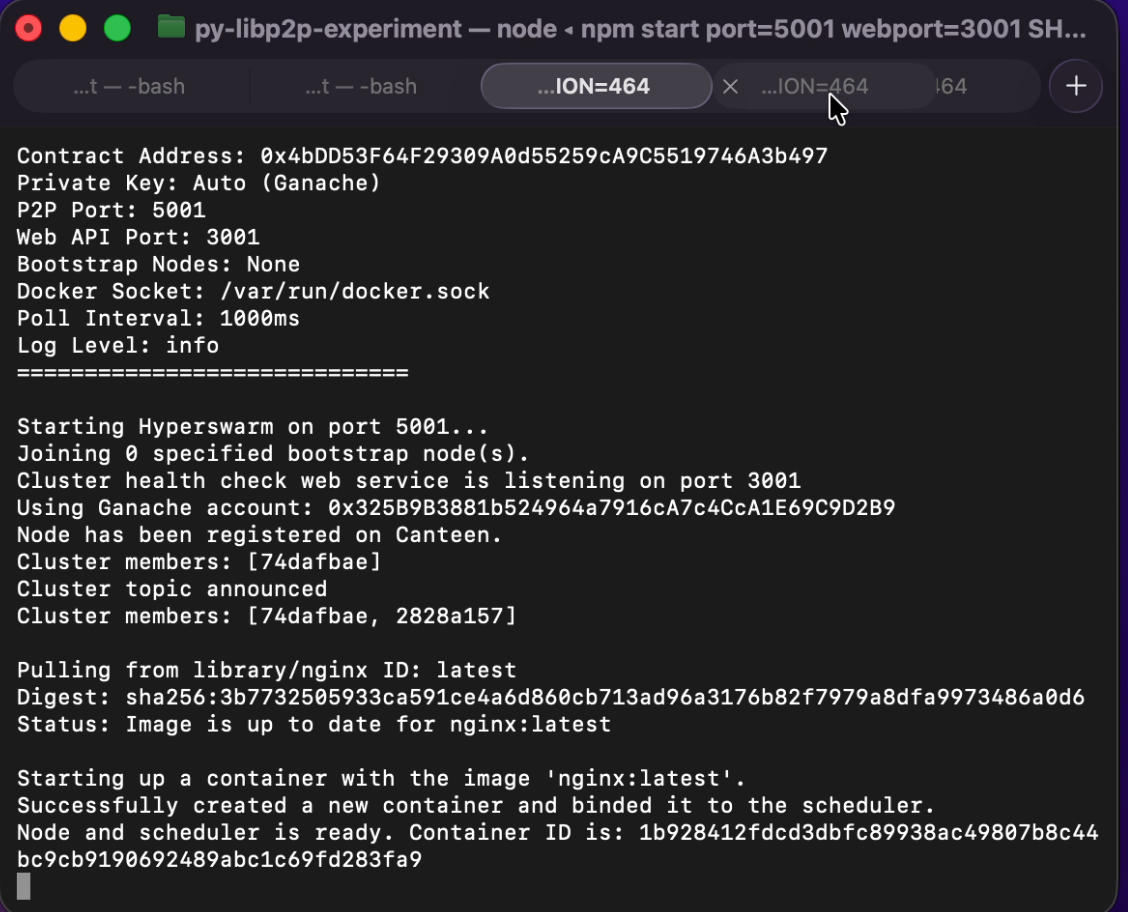 py-libp2p-experiment — node ◂ npm start port=5001 webport=3001 SH...
...t — -bash
...t — -bash
...ION=464
...ION=464
464
Contract Address: 0x4bDD53F64F29309A0d55259cA9C5519746A3b497
Private Key: Auto (Ganache)
P2P Port: 5001
Web API Port: 3001
Bootstrap Nodes: None
Docker Socket: /var/run/docker.sock
Poll Interval: 1000ms
Log Level: info
=============================
Starting Hyperswarm on port 5001...
Joining 0 specified bootstrap node(s).
Cluster health check web service is listening on port 3001
Using Ganache account: 0x325B9B3881b524964a7916cA7c4CcA1E69C9D2B9
Node has been registered on Canteen.
Cluster members: [74dafbae]
Cluster topic announced
Cluster members: [74dafbae, 2828a157]
Pulling from library/nginx ID: latest
Digest: sha256:3b7732505933ca591ce4a6d860cb713ad96a3176b82f7979a8dfa9973486a0d6
Status: Image is up to date for nginx:latest
Starting up a container with the image 'nginx:latest'.
Successfully created a new container and binded it to the scheduler.
Node and scheduler is ready. Container ID is: 1b928412fdcd3dbfc89938ac49807b8c44
bc9cb9190692489abc1c69fd283fa9